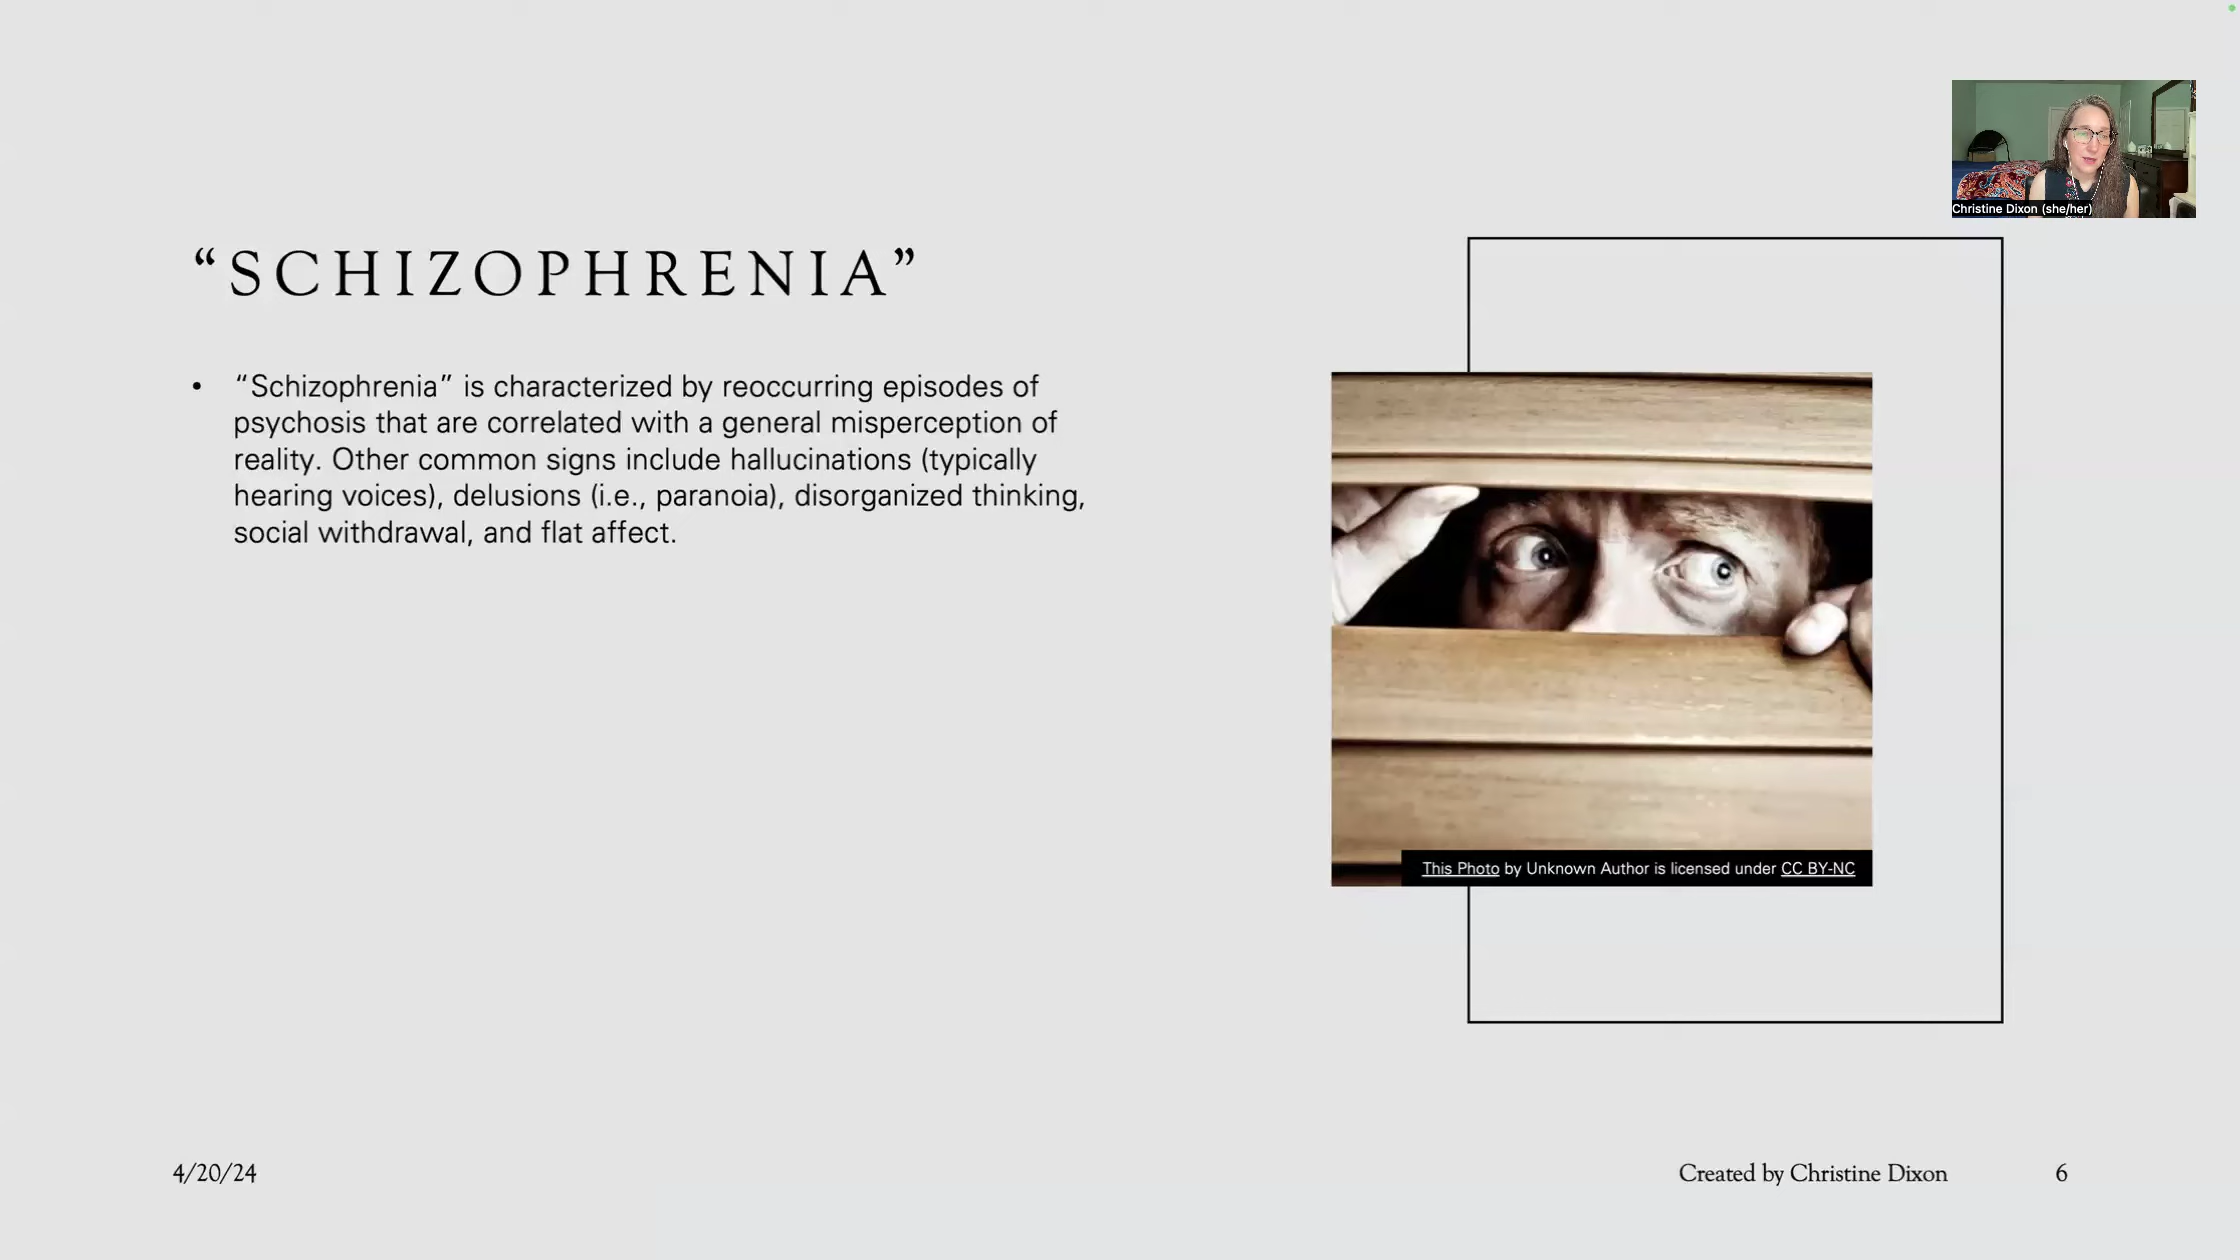 Christine Dixon (she/her)
“SCHIZOPHRENIA”
• “Schizophrenia” is characterized by reoccurring episodes of
psychosis that are correlated with a general misperception of
reality. Other common signs include hallucinations (typically
hearing voices), delusions (i.e., paranoia), disorganized thinking,
social withdrawal, and flat affect.
This Photo by Unknown Author is licensed under CC BY-NC
4/20/24
Created by Christine Dixon
6